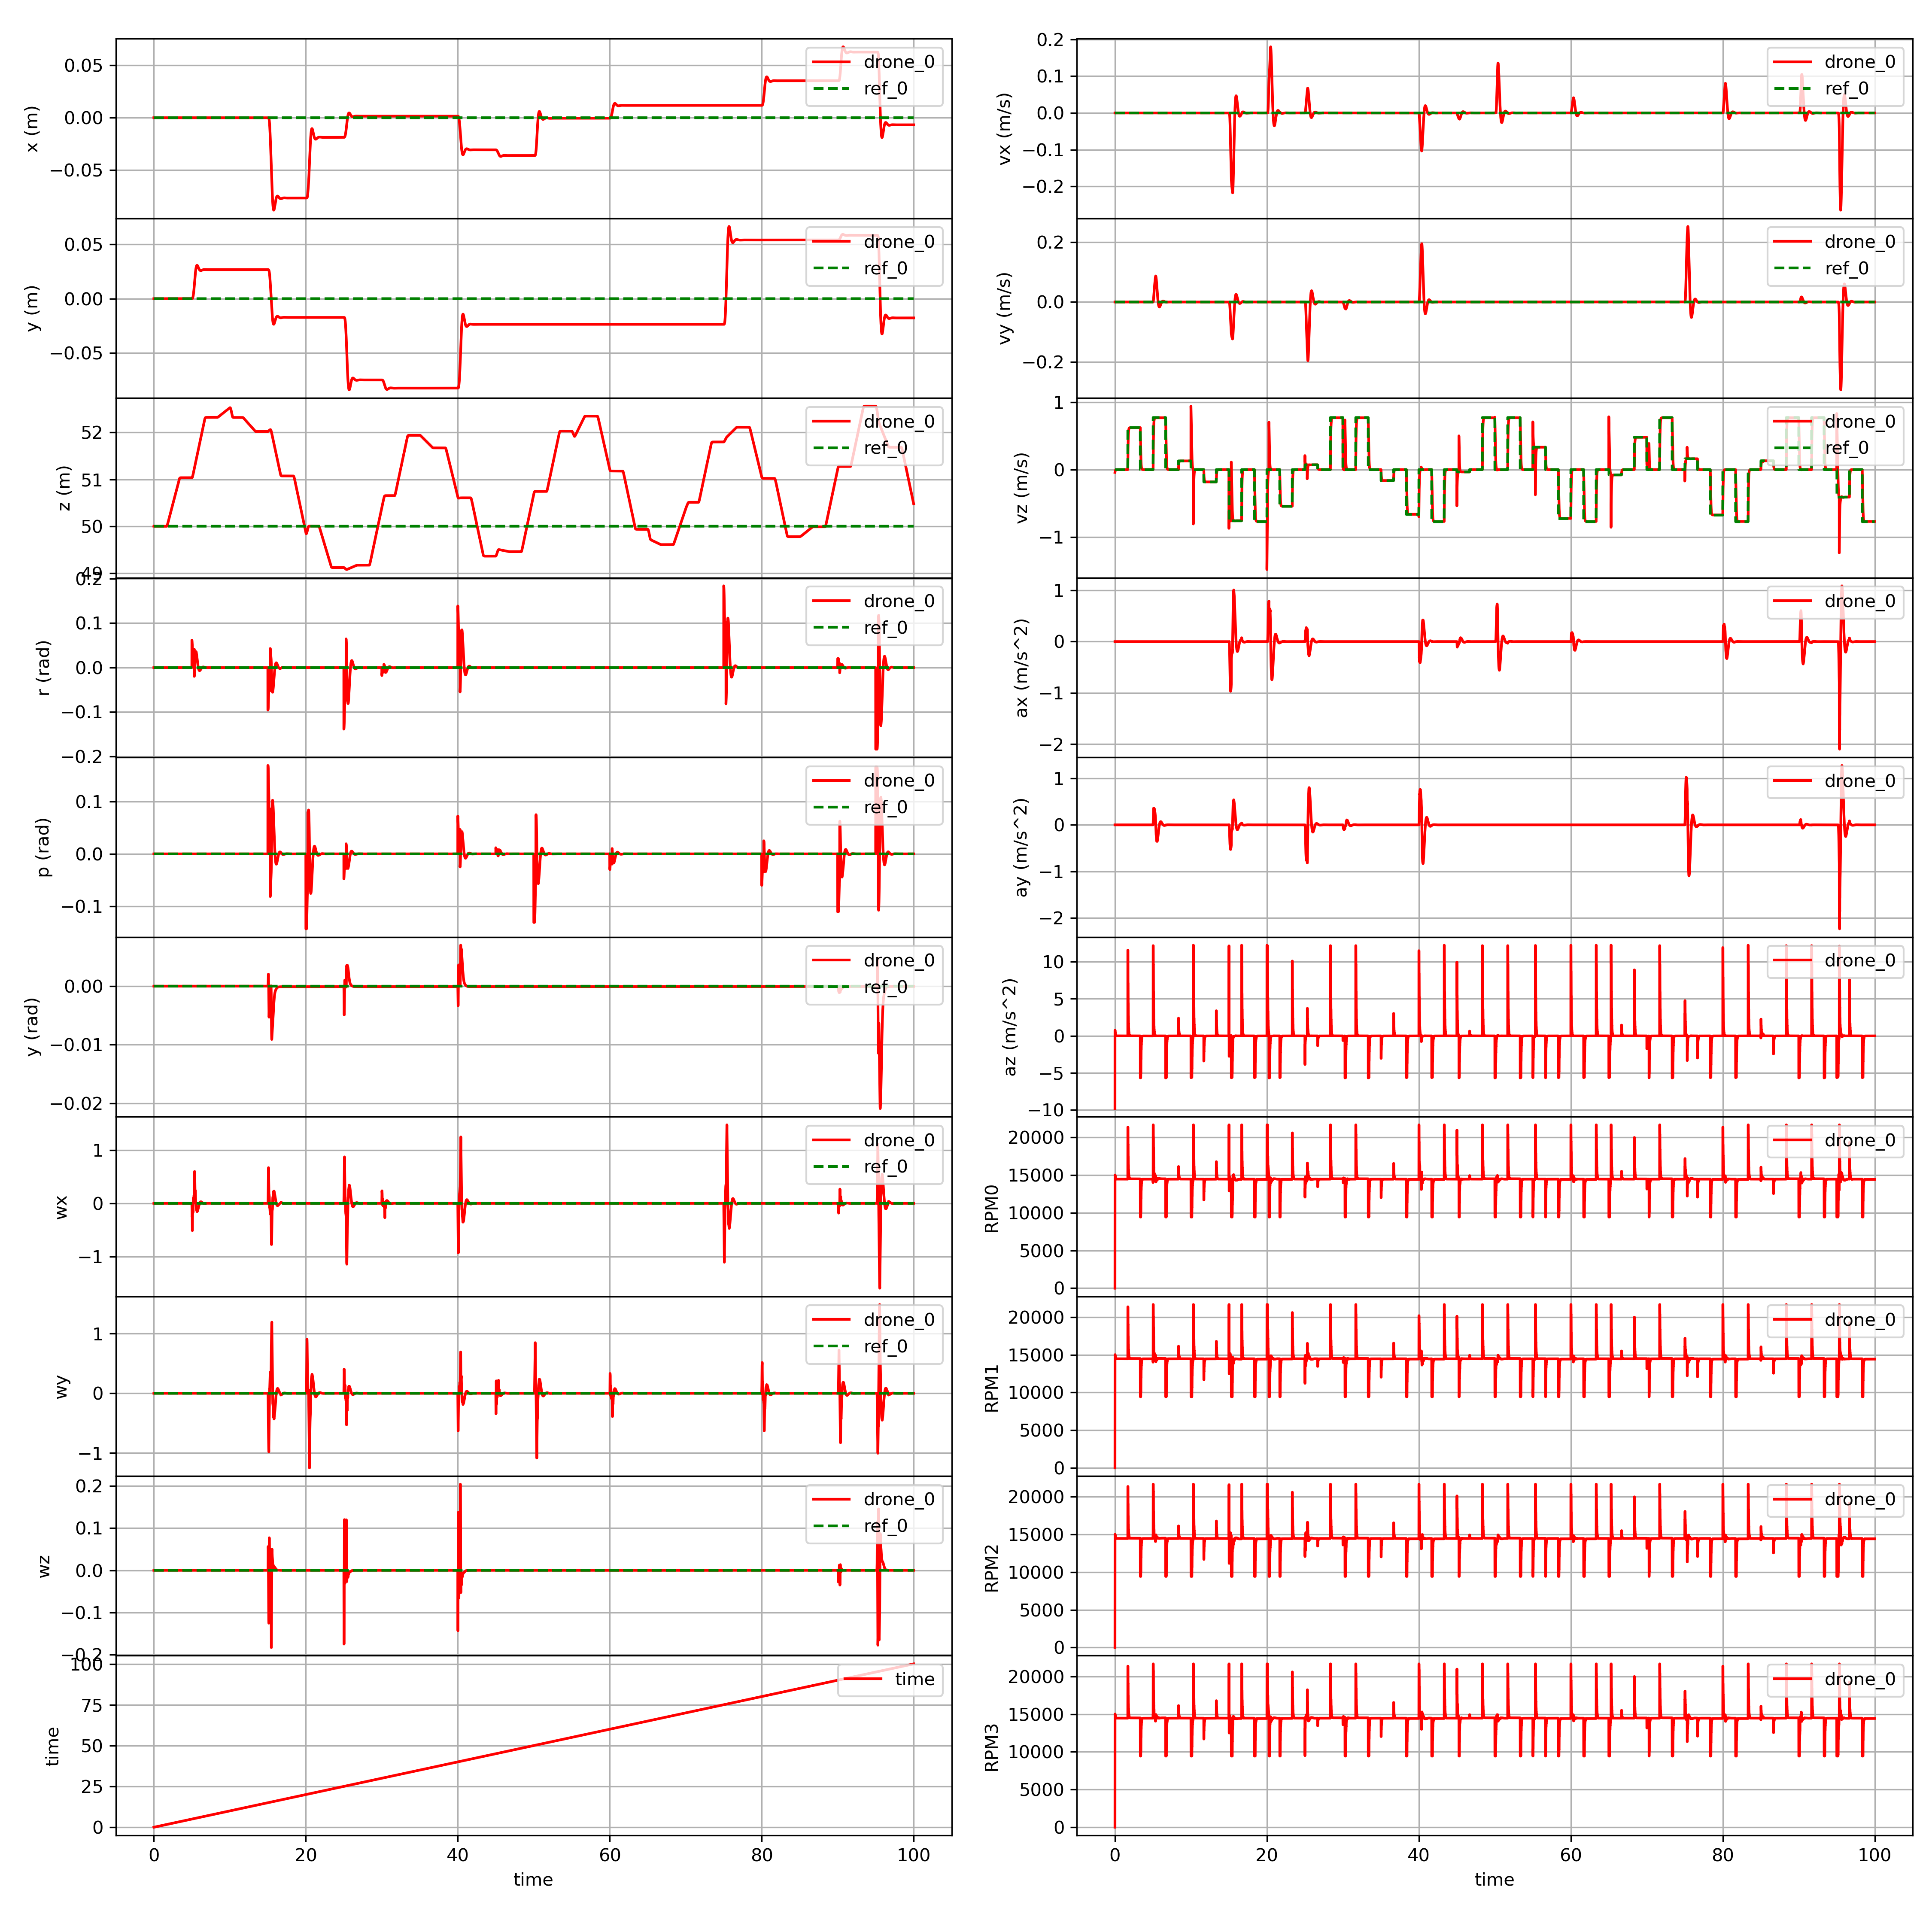 x (m)
0.05
0.00
−0.05
drone_0
ref_0
y (m)
0.05
0.00
−0.05
drone_0
ref_0
z (m)
52
51
50
49
drone_0
ref_0
r (rad)
0.2
0.1
0.0
−0.1
−0.2
drone_0
ref_0
p (rad)
0.1
0.0
−0.1
drone_0
ref_0
y (rad)
0.00
−0.01
−0.02
drone_0
ref_0
wx
1
0
−1
drone_0
ref_0
wy
1
0
−1
drone_0
ref_0
wz
0.2
0.1
0.0
−0.1
−0.2
drone_0
ref_0
time
100
75
50
25
0
time
0 20 40 60 80 100
time
vx (m/s)
0.2
0.1
0.0
−0.1
−0.2
drone_0
ref_0
vy (m/s)
0.2
0.0
−0.2
drone_0
ref_0
vz (m/s)
1
0
−1
drone_0
ref_0
ax (m/s^2)
1
0
−1
−2
drone_0
ay (m/s^2)
1
0
−1
−2
drone_0
az (m/s^2)
10
5
0
−5
−10
drone_0
RPM0
20000
15000
10000
5000
0
drone_0
RPM1
20000
15000
10000
5000
0
drone_0
RPM2
20000
15000
10000
5000
0
drone_0
RPM3
20000
15000
10000
5000
0
drone_0
0 20 40 60 80 100
time